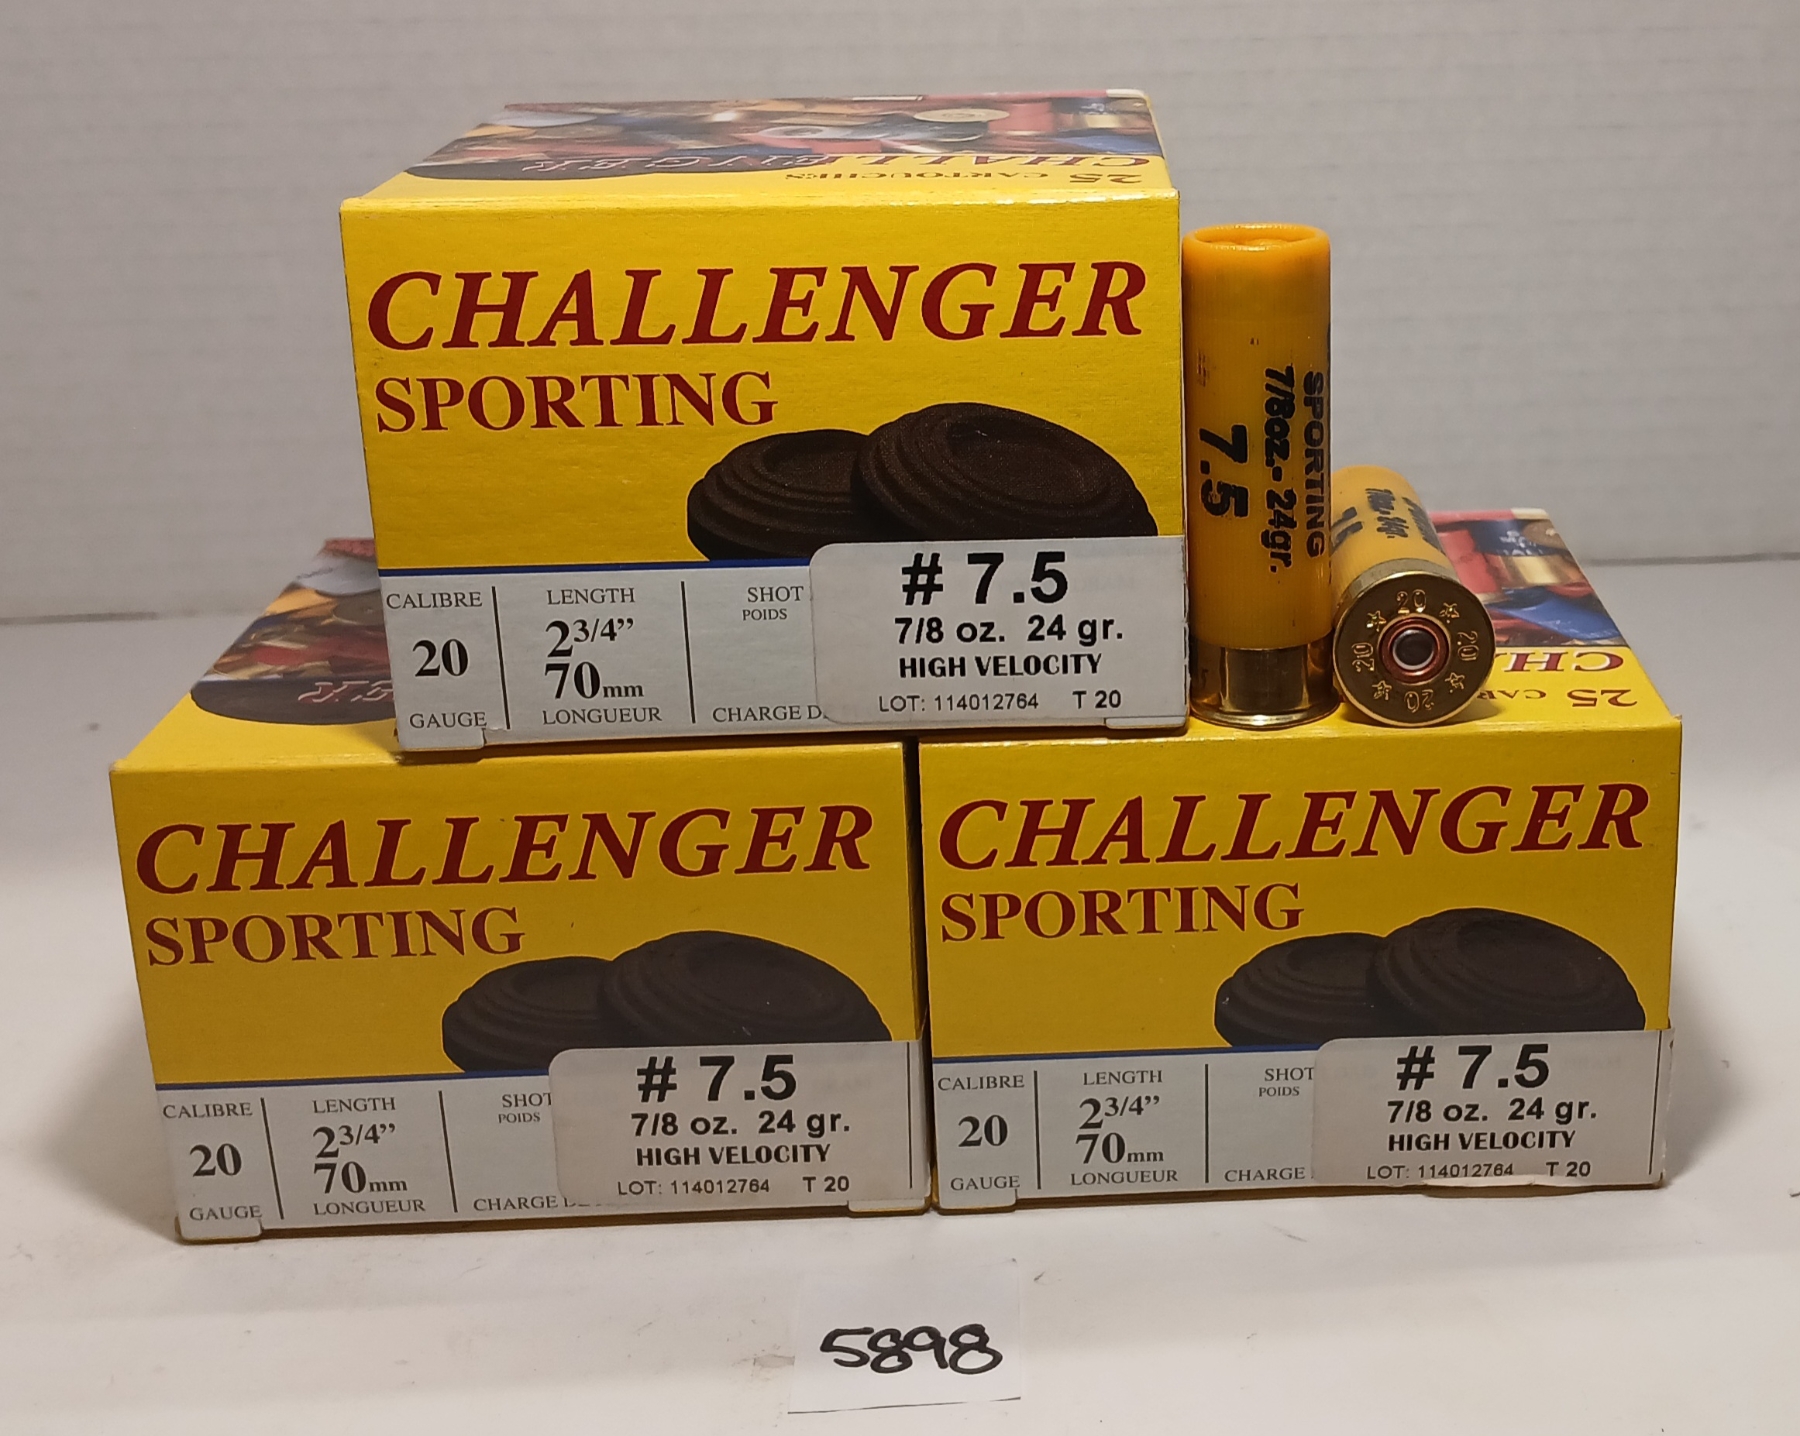 CHALLENGER
25 CARTOUCHES
CHALLENGER
SPORTING
CALIBRE
20
GAUGE
LENGTH
2 3/4"
70mm
LONGUEUR
SHOT
POIDS
CHARGE D
# 7.5
7/8 oz. 24 gr.
HIGH VELOCITY
LOT: 114012764 T 20
SPORTING
7/8oz.-24gr.
7.5
20
20
20
20
25 CAR
CHALLENGER
SPORTING
CALIBRE
20
GAUGE
LENGTH
2 3/4"
70mm
LONGUEUR
SHOT
POIDS
CHARGE D
# 7.5
7/8 oz. 24 gr.
HIGH VELOCITY
LOT: 114012764 T 20
CHALLENGER
SPORTING
CALIBRE
20
GAUGE
LENGTH
2 3/4"
70mm
LONGUEUR
SHOT
POIDS
CHARGE
# 7.5
7/8 oz. 24 gr.
HIGH VELOCITY
LOT: 114012764 T 20
5898